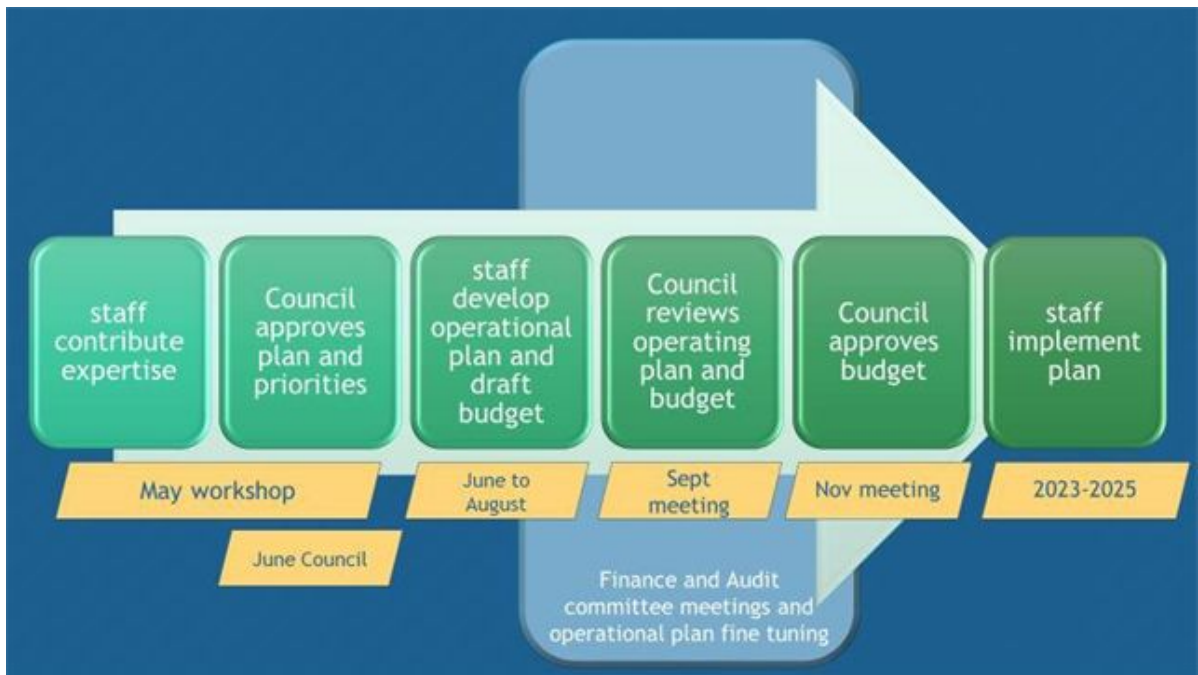 staff
contribute
expertise
Council
approves
plan and
priorities
staff
develop
operational
plan and
draft
budget
Council
reviews
operating
plan and
budget
Council
approves
budget
staff
implement
plan
May workshop
June Council
June to
August
Sept
meeting
Nov meeting
2023-2025
Finance and Audit
committee meetings and
operational plan fine tuning